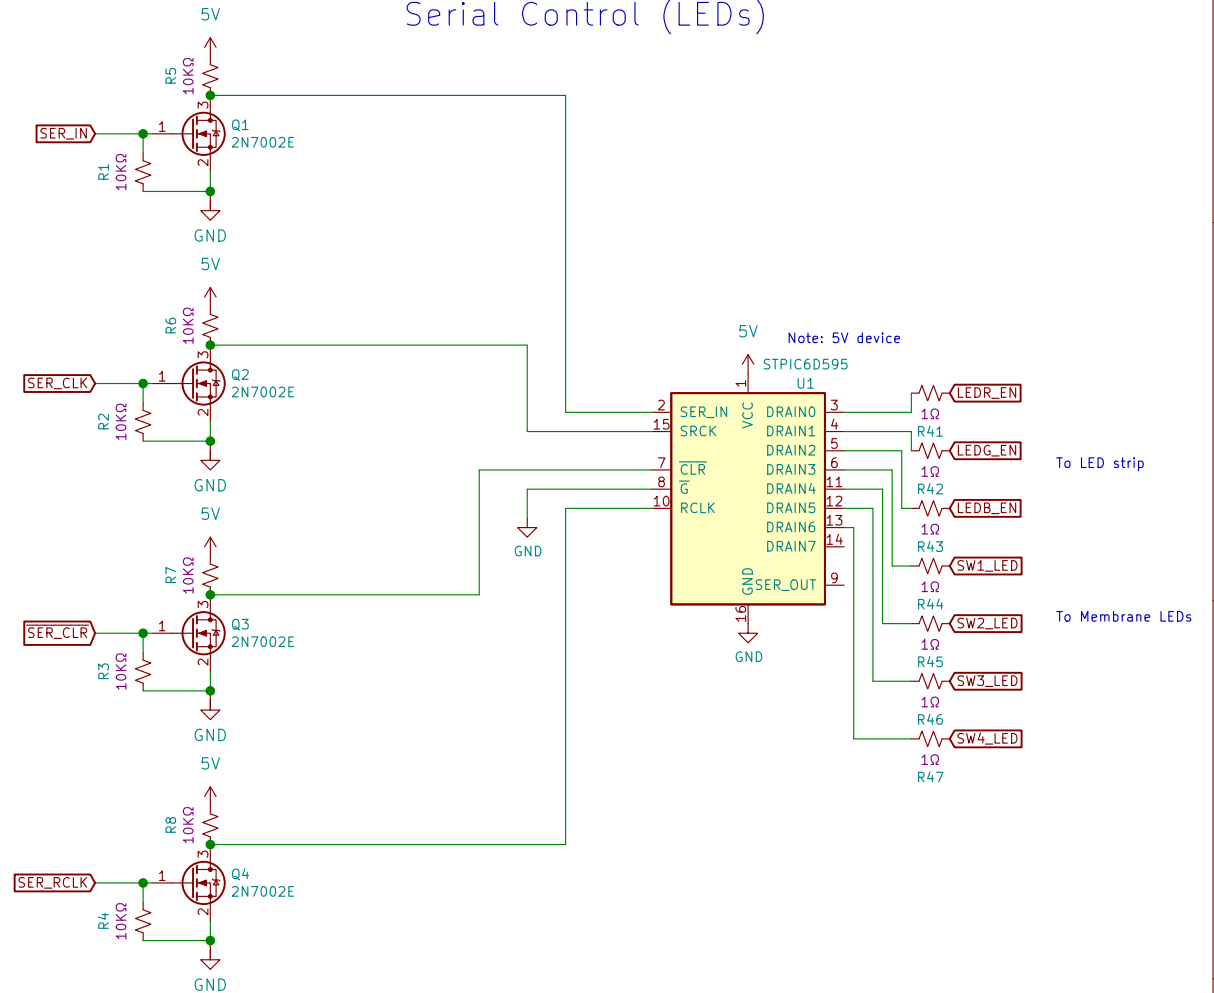 Serial Control (LEDs)
5V
R5
10KΩ
3
SER_IN
1
Q1
2N7002E
2
R1
10KΩ
GND
5V
R6
10KΩ
3
SER_CLK
1
Q2
2N7002E
2
R2
10KΩ
GND
5V
R7
10KΩ
3
SER_CLR
1
Q3
2N7002E
2
R3
10KΩ
GND
5V
R8
10KΩ
3
SER_RCLK
1
Q4
2N7002E
2
R4
10KΩ
GND
5V
Note: 5V device
STPIC6D595
U1
1
VCC
2 SER_IN
15 SRCK
7 CLR
8 G
10 RCLK
GND
DRAIN0 3
DRAIN1 4
DRAIN2 5
DRAIN3 6
DRAIN4 11
DRAIN5 12
DRAIN6 13
DRAIN7 14
SER_OUT 9
GND
16
GND
LEDR_EN
1Ω
R41
LEDG_EN
1Ω
R42
LEDB_EN
1Ω
R43
SW1_LED
1Ω
R44
SW2_LED
1Ω
R45
SW3_LED
1Ω
R46
SW4_LED
1Ω
R47
To LED strip
To Membrane LEDs